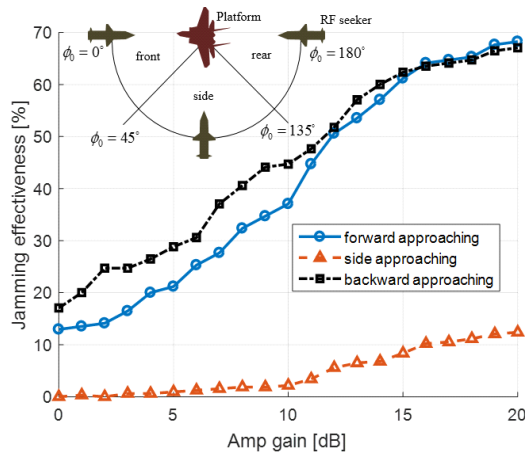 Platform
RF seeker
ϕ₀ = 0°
front
rear
ϕ₀ = 180°
side
ϕ₀ = 45°
ϕ₀ = 135°
Jamming effectiveness [%]
70
60
50
40
30
20
10
0
forward approaching
side approaching
backward approaching
0 5 10 15 20
Amp gain [dB]